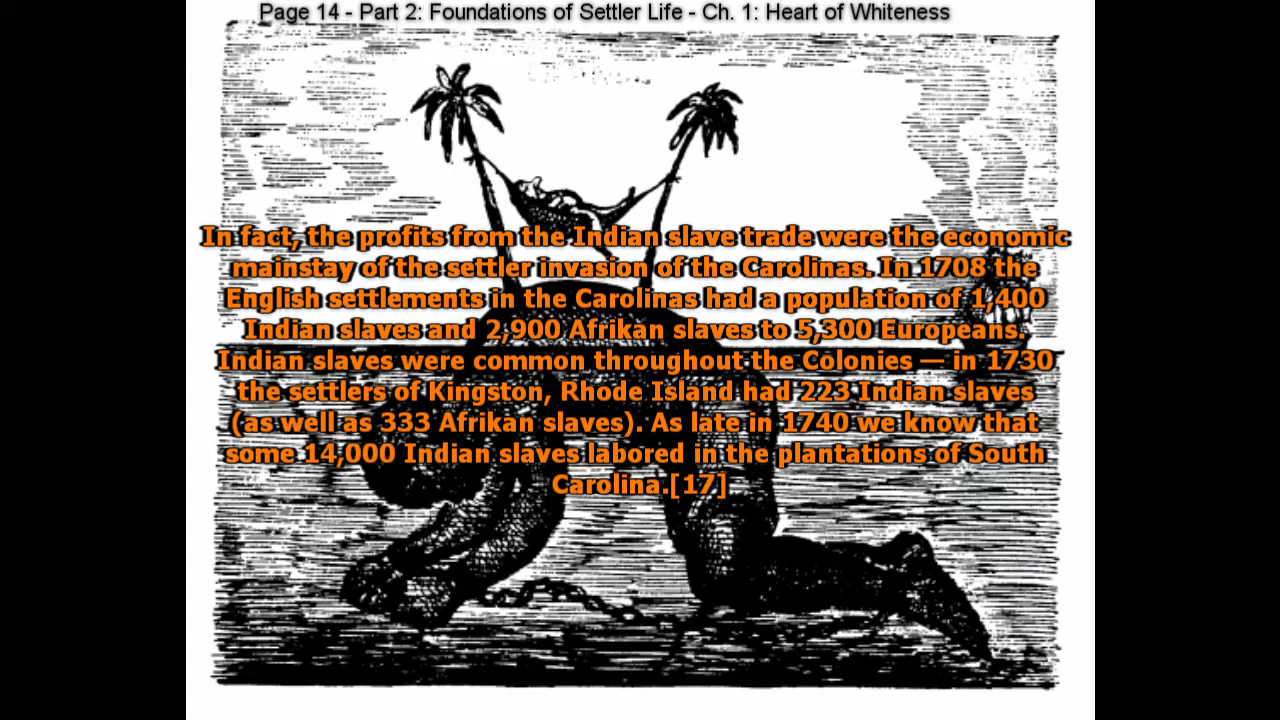 Page 14 - Part 2: Foundations of Settler Life - Ch. 1: Heart of Whiteness
In fact, the profits from the Indian slave trade were the economic
mainstay of the settler invasion of the Carolinas. In 1708 the
English settlements in the Carolinas had a population of 1,400
Indian slaves and 2,900 Afrikan slaves to 5,300 Europeans.
Indian slaves were common throughout the Colonies — in 1730
the settlers of Kingston, Rhode Island had 223 Indian slaves
(as well as 333 Afrikan slaves). As late in 1740 we know that
some 14,000 Indian slaves labored in the plantations of South
Carolina.[17]